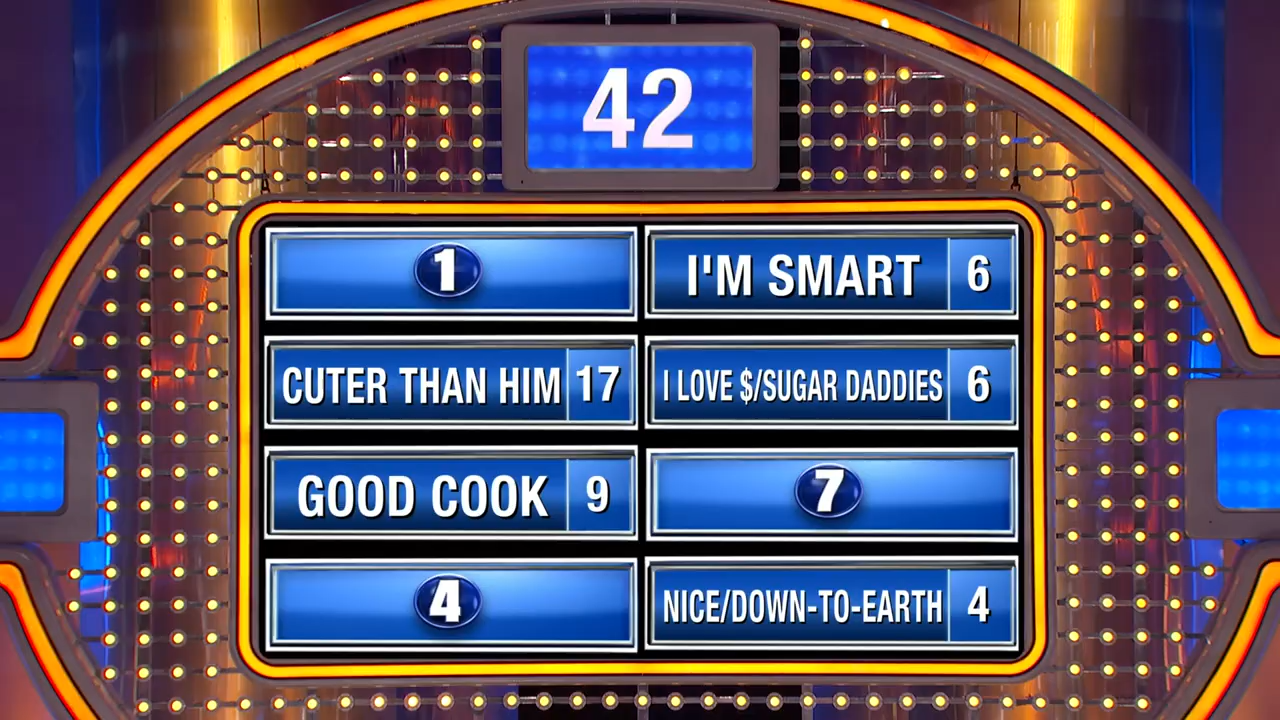 42
1
CUTER THAN HIM 17
GOOD COOK 9
4
I'M SMART 6
I LOVE $/SUGAR DADDIES 6
7
NICE/DOWN-TO-EARTH 4